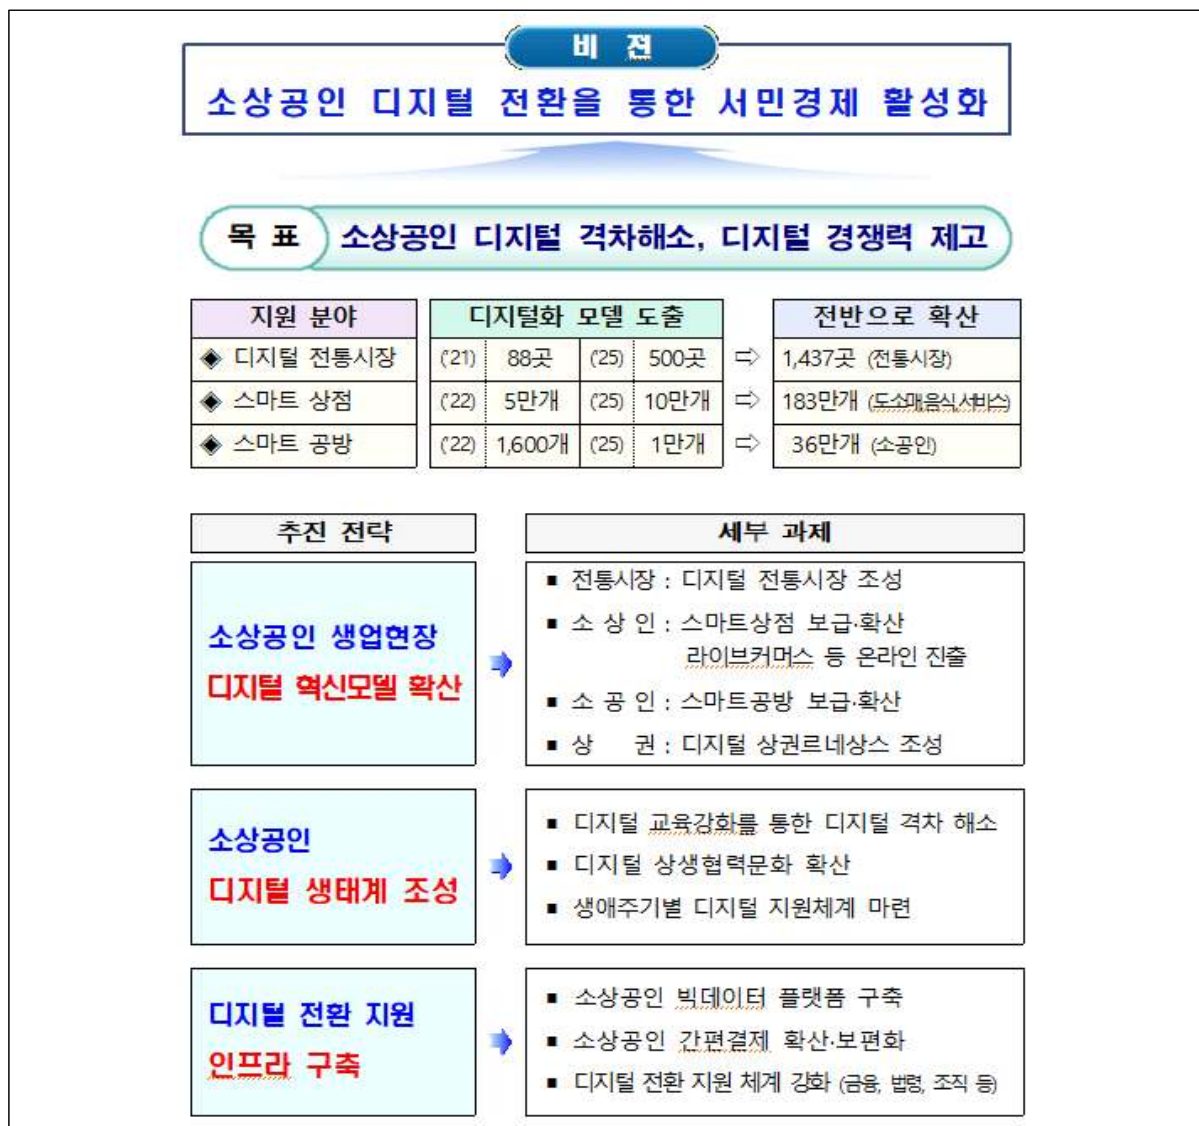 비 전
소상공인 디지털 전환을 통한 서민경제 활성화
목 표 소상공인 디지털 격차해소, 디지털 경쟁력 제고
지원 분야 디지털화 모델 도출 전반으로 확산
◈ 디지털 전통시장 ('21) 88곳 ('25) 500곳 ⇨ 1,437곳 (전통시장)
◈ 스마트 상점 ('22) 5만개 ('25) 10만개 ⇨ 183만개 (도소매,음식,서비스)
◈ 스마트 공방 ('22) 1,600개 ('25) 1만개 ⇨ 36만개 (소공인)
추진 전략 세부 과제
소상공인 생업현장
디지털 혁신모델 확산
▪ 전통시장 : 디지털 전통시장 조성
▪ 소 상 인 : 스마트상점 보급·확산
라이브커머스 등 온라인 진출
▪ 소 공 인 : 스마트공방 보급·확산
▪ 상 권 : 디지털 상권르네상스 조성
소상공인
디지털 생태계 조성
▪ 디지털 교육강화를 통한 디지털 격차 해소
▪ 디지털 상생협력문화 확산
▪ 생애주기별 디지털 지원체계 마련
디지털 전환 지원
인프라 구축
▪ 소상공인 빅데이터 플랫폼 구축
▪ 소상공인 간편결제 확산·보편화
▪ 디지털 전환 지원 체계 강화 (금융, 법령, 조직 등)